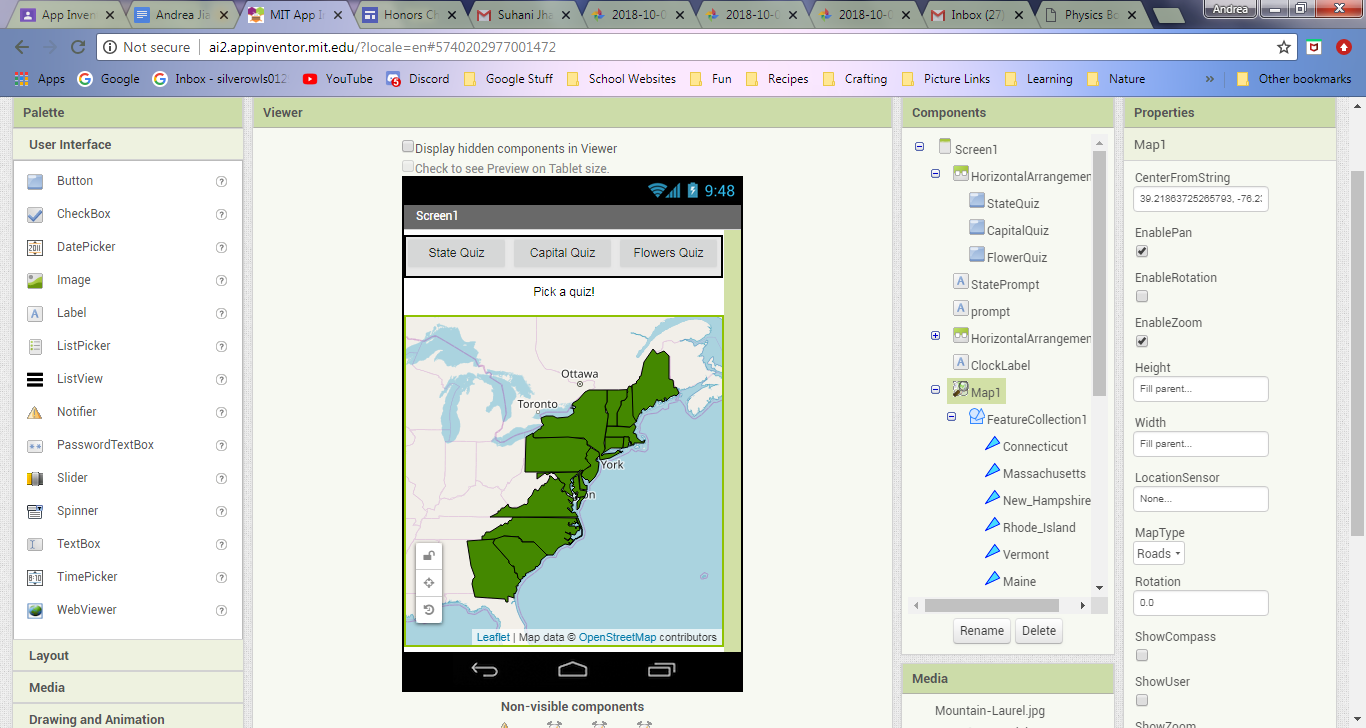 App Inven
Andrea Jia
MIT App In
Honors Ch
Suhani Jha
2018-10-0
2018-10-0
2018-10-0
Inbox (27)
Physics Bo
Andrea
Not secure | ai2.appinventor.mit.edu/?locale=en#5740202977001472
Apps
Google
Inbox - silverowls012
YouTube
Discord
Google Stuff
School Websites
Fun
Recipes
Crafting
Picture Links
Learning
Nature
»
Other bookmarks
Palette
User Interface
Button
CheckBox
DatePicker
Image
Label
ListPicker
ListView
Notifier
PasswordTextBox
Slider
Spinner
TextBox
TimePicker
WebViewer
Layout
Media
Drawing and Animation
Viewer
Display hidden components in Viewer
Check to see Preview on Tablet size.
9:48
Screen1
State Quiz
Capital Quiz
Flowers Quiz
Pick a quiz!
Ottawa
Toronto
York
on
Leaflet | Map data © OpenStreetMap contributors
Non-visible components
Components
Screen1
HorizontalArrangemen
StateQuiz
CapitalQuiz
FlowerQuiz
StatePrompt
prompt
HorizontalArrangemen
ClockLabel
Map1
FeatureCollection1
Connecticut
Massachusetts
New_Hampshire
Rhode_Island
Vermont
Maine
Rename
Delete
Media
Mountain-Laurel.jpg
Properties
Map1
CenterFromString
39.21863725265793, -76.23
EnablePan
EnableRotation
EnableZoom
Height
Fill parent...
Width
Fill parent...
LocationSensor
None...
MapType
Roads
Rotation
0.0
ShowCompass
ShowUser
ShowZoom